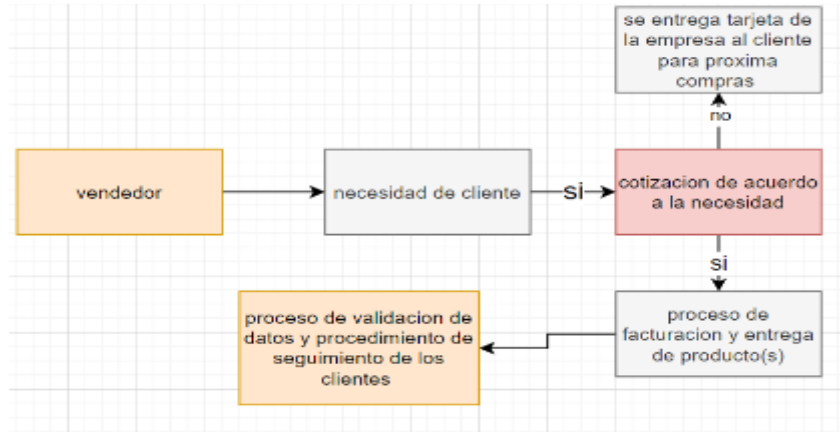 se entrega tarjeta de
la empresa al cliente
para proxima
compras
no
vendedor
necesidad de cliente
si
cotizacion de acuerdo
a la necesidad
si
proceso de
facturacion y entrega
de producto(s)
proceso de validacion de
datos y procedimiento de
seguimiento de los
clientes